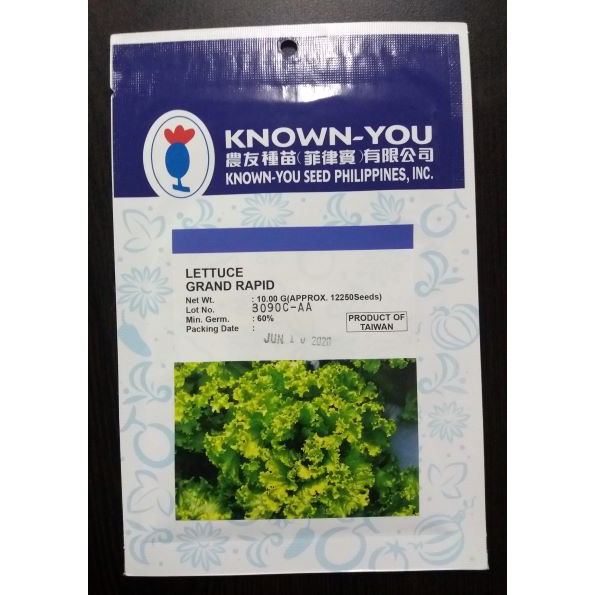 KNOWN-YOU
農友種苗(菲律賓)有限公司
KNOWN-YOU SEED PHILIPPINES, INC.
LETTUCE
GRAND RAPID
Net Wt. : 10.00 G(APPROX. 12250Seeds)
Lot No. : 3090C-AA
Min. Germ. : 60%
Packing Date :
JUN 10 2020
PRODUCT OF
TAIWAN